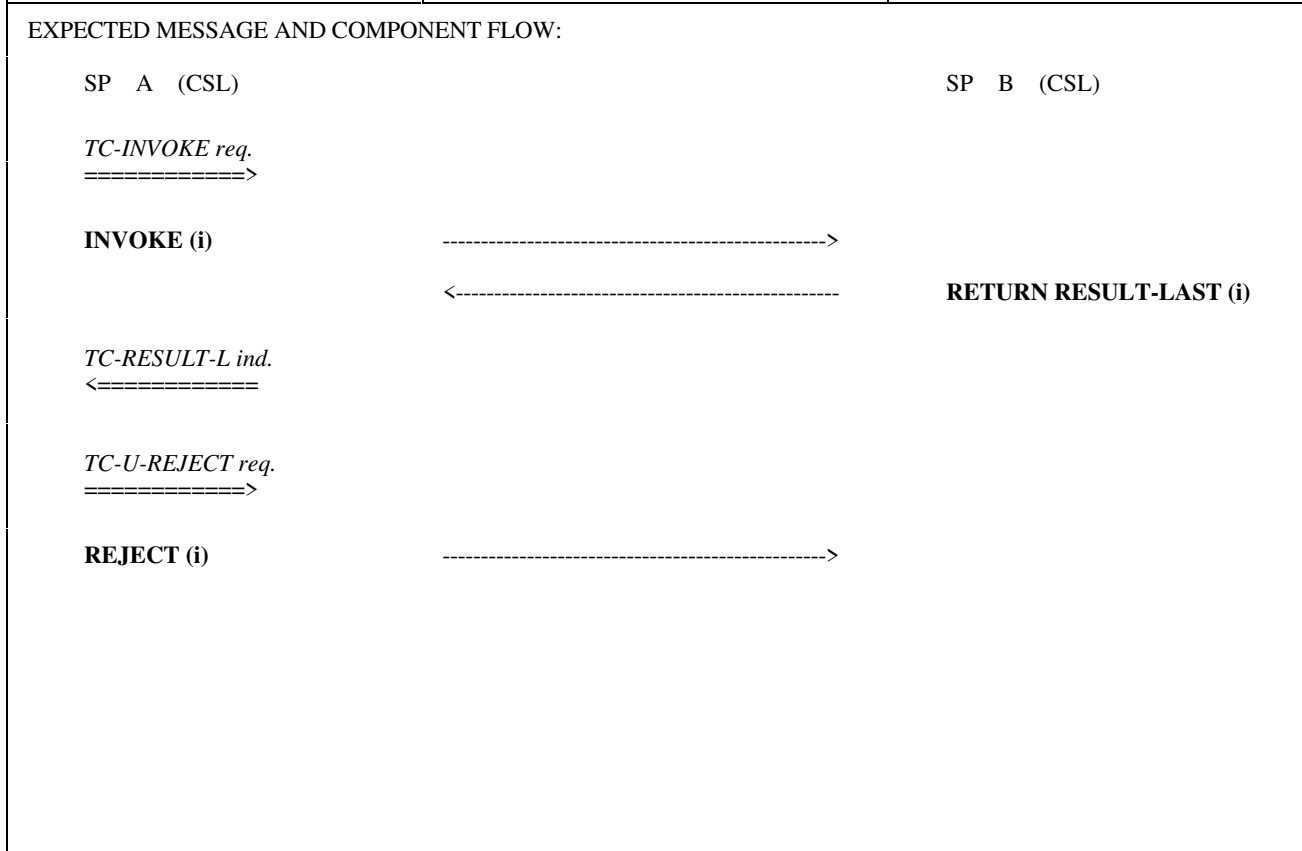 EXPECTED MESSAGE AND COMPONENT FLOW:
SP A (CSL) SP B (CSL)
TC-INVOKE req.
============>
INVOKE (i) -------------------------------------------------->
<-------------------------------------------------- RETURN RESULT-LAST (i)
TC-RESULT-L ind.
<============
TC-U-REJECT req.
============>
REJECT (i) -------------------------------------------------->